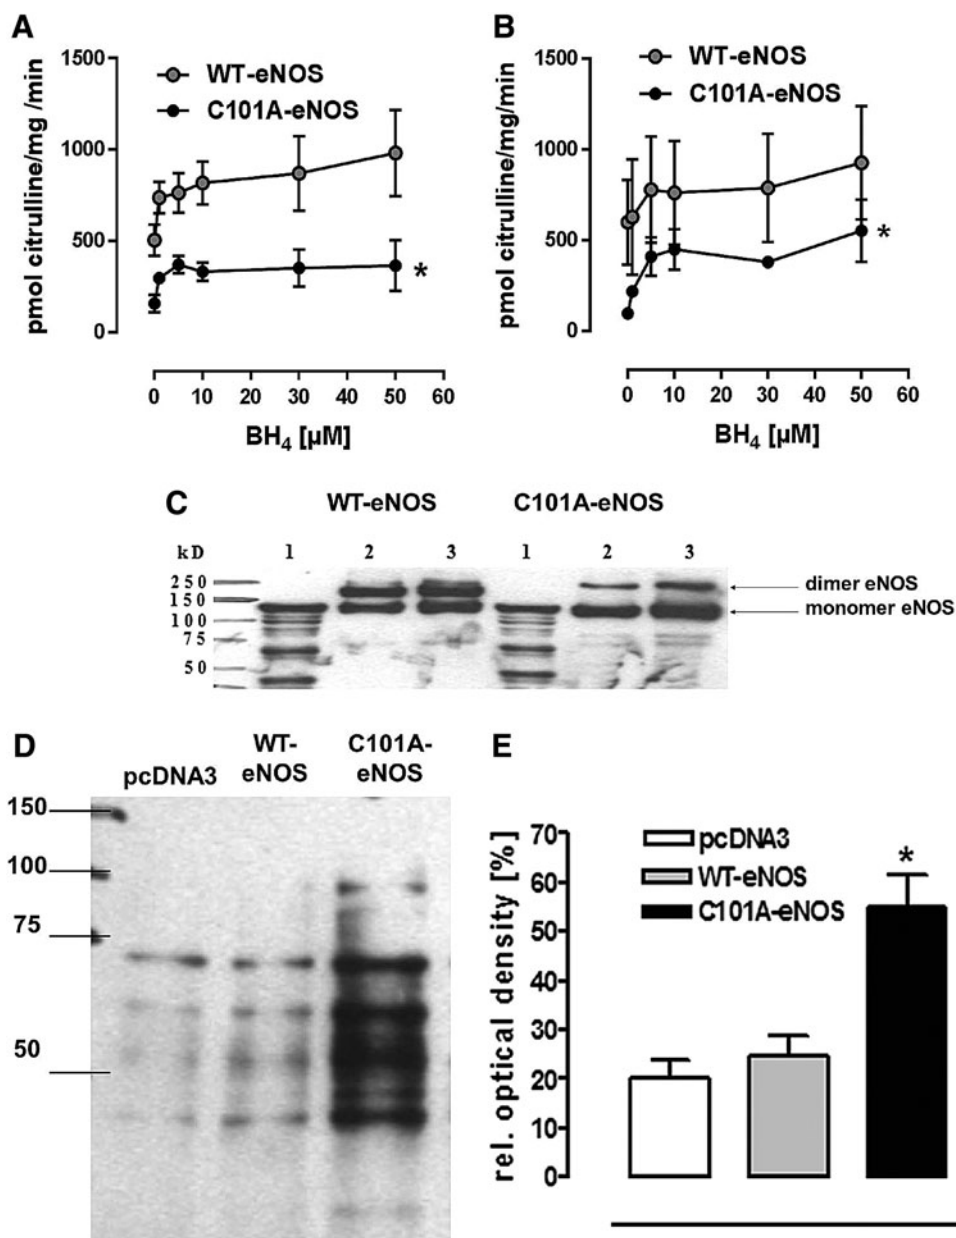 A
1500
1000
500
0
pmol citrulline/mg /min
WT-eNOS
C101A-eNOS
*
0 10 20 30 40 50 60
BH4 [µM]
B
1500
1000
500
0
pmol citrulline/mg/min
WT-eNOS
C101A-eNOS
*
0 10 20 30 40 50 60
BH4 [µM]
C
WT-eNOS C101A-eNOS
kD 1 2 3 1 2 3
250
150
100
75
50
dimer eNOS
monomer eNOS
D
pcDNA3
WT-
eNOS
C101A-
eNOS
150
100
75
50
E
rel. optical density [%]
70
60
50
40
30
20
10
0
pcDNA3
WT-eNOS
C101A-eNOS
*